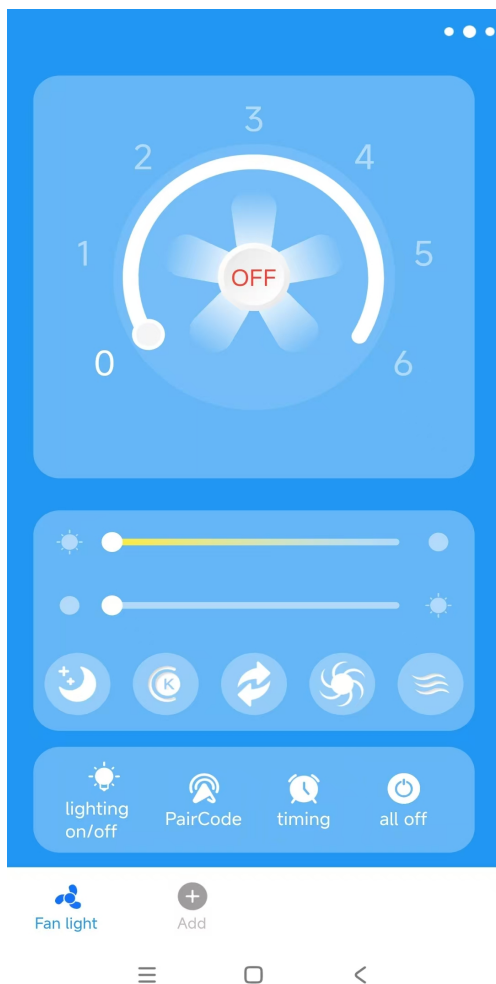 3
2
4
1
5
OFF
0
6
K
lighting
on/off
PairCode
timing
all off
Fan light
Add